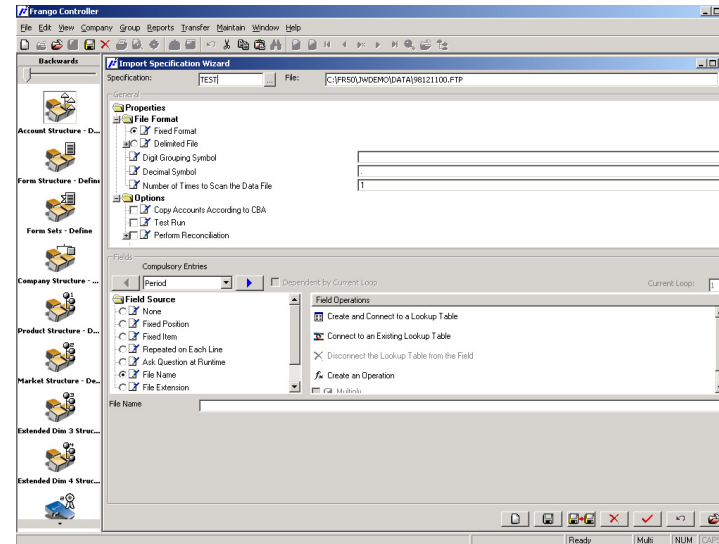 Frango Controller
File Edit View Company Group Reports Transfer Maintain Window Help
Backwards
Account Structure - D...
Form Structure - Define
Form Sets - Define
Company Structure - ...
Product Structure - D...
Market Structure - De...
Extended Dim 3 Struc...
Extended Dim 4 Struc...
Import Specification Wizard
Specification: TEST ... File: C:\FR50\JWDEMO\DATA\98121100.FTP
General
Properties
File Format
Fixed Format
Delimited File
Digit Grouping Symbol
Decimal Symbol .
Number of Times to Scan the Data File 1
Options
Copy Accounts According to CBA
Test Run
Perform Reconciliation
Fields
Compulsory Entries
Period Dependent by Current Loop Current Loop: 1
Field Source
None
Fixed Position
Fixed Item
Repeated on Each Line
Ask Question at Runtime
File Name
File Extension
Field Operations
Create and Connect to a Lookup Table
Connect to an Existing Lookup Table
Disconnect the Lookup Table from the Field
Create an Operation
Multiply
File Name
Ready Multi NUM CAPS